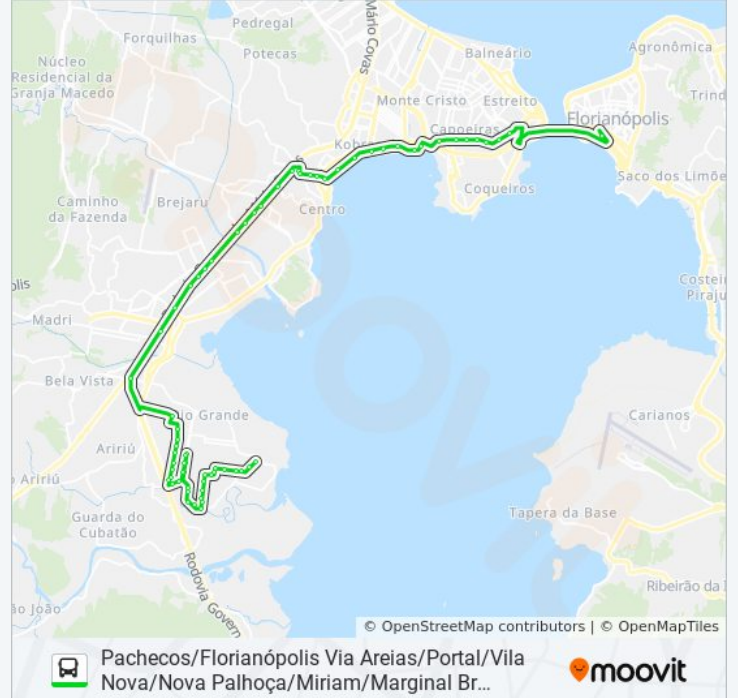 Forquilhas
Pedregal
Potecas
Mário Covas
Balneário
Agronômica
Núcleo
Residencial da
Granja Macedo
Monte Cristo
Estreito
Trind
Capoeiras
Florianópolis
Kobr
Saco dos Limõe
Caminho
da Fazenda
Brejaru
Centro
Coqueiros
olis
Costei
Piraju
Madri
Bela Vista
io Grande
Carianos
Aririú
o Aririú
Guarda do
Cubatão
Tapera da Base
Rodovia Govern
Ribeirão da I
ão João
© OpenStreetMap contributors | © OpenMapTiles
Pachecos/Florianópolis Via Areias/Portal/Vila
Nova/Nova Palhoça/Miriam/Marginal Br...
moovit